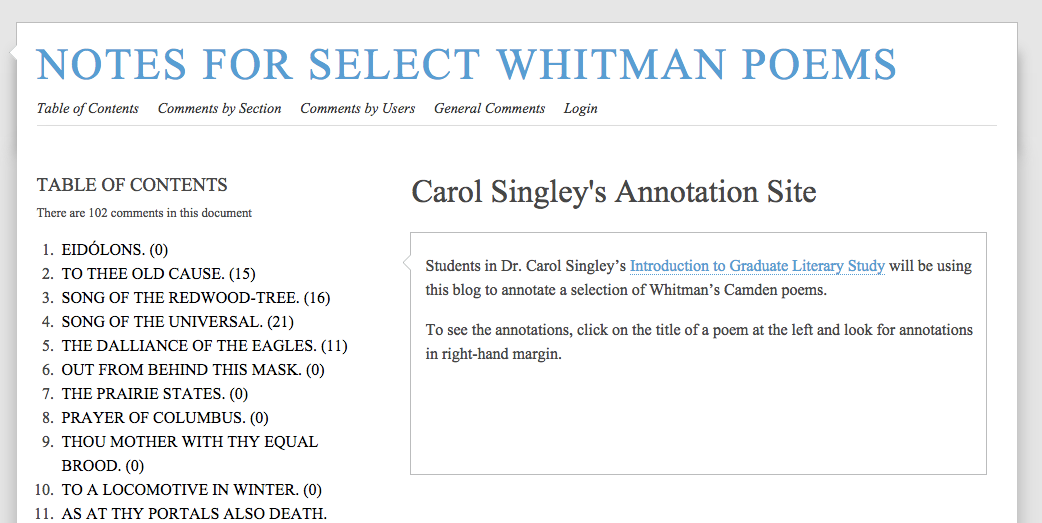 NOTES FOR SELECT WHITMAN POEMS
Table of Contents Comments by Section Comments by Users General Comments Login
TABLE OF CONTENTS
There are 102 comments in this document
1. EIDÓLONS. (0)
2. TO THEE OLD CAUSE. (15)
3. SONG OF THE REDWOOD-TREE. (16)
4. SONG OF THE UNIVERSAL. (21)
5. THE DALLIANCE OF THE EAGLES. (11)
6. OUT FROM BEHIND THIS MASK. (0)
7. THE PRAIRIE STATES. (0)
8. PRAYER OF COLUMBUS. (0)
9. THOU MOTHER WITH THY EQUAL
BROOD. (0)
10. TO A LOCOMOTIVE IN WINTER. (0)
11. AS AT THY PORTALS ALSO DEATH.
Carol Singley's Annotation Site
Students in Dr. Carol Singley’s Introduction to Graduate Literary Study will be using
this blog to annotate a selection of Whitman’s Camden poems.
To see the annotations, click on the title of a poem at the left and look for annotations
in right-hand margin.